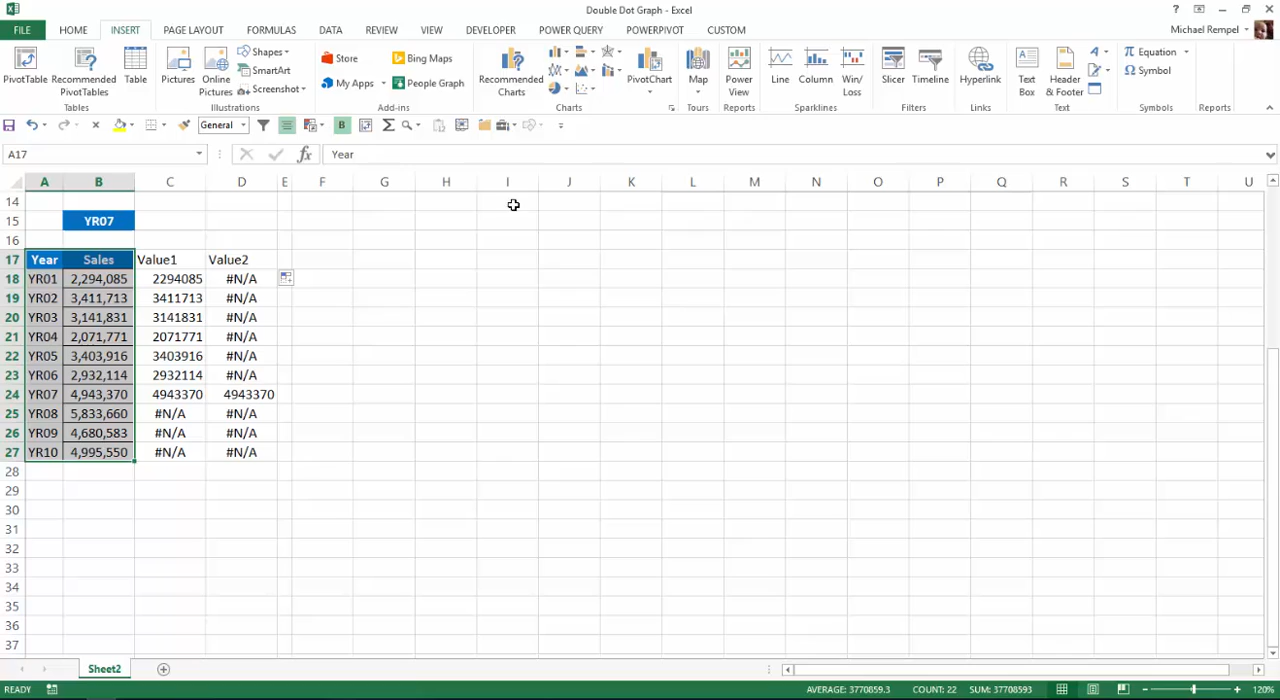 Double Dot Graph - Excel
FILE HOME INSERT PAGE LAYOUT FORMULAS DATA REVIEW VIEW DEVELOPER POWER QUERY POWERPIVOT CUSTOM Michael Rempel
PivotTable Recommended PivotTables Table Pictures Online Pictures Shapes SmartArt Screenshot Store My Apps Bing Maps People Graph Recommended Charts PivotChart Map Power View Line Column Win/Loss Slicer Timeline Hyperlink Text Box Header & Footer Equation Symbol
Tables Illustrations Add-ins Charts Tours Reports Sparklines Filters Links Text Symbols Reports
General B
A17 fx Year
A B C D E F G H I J K L M N O P Q R S T U
14
15 YR07
16
17 Year Sales Value1 Value2
18 YR01 2,294,085 2294085 #N/A
19 YR02 3,411,713 3411713 #N/A
20 YR03 3,141,831 3141831 #N/A
21 YR04 2,071,771 2071771 #N/A
22 YR05 3,403,916 3403916 #N/A
23 YR06 2,932,114 2932114 #N/A
24 YR07 4,943,370 4943370 4943370
25 YR08 5,833,660 #N/A #N/A
26 YR09 4,680,583 #N/A #N/A
27 YR10 4,995,550 #N/A #N/A
28
29
30
31
32
33
34
35
36
37
Sheet2
READY AVERAGE: 3770859.3 COUNT: 22 SUM: 37708593 120%